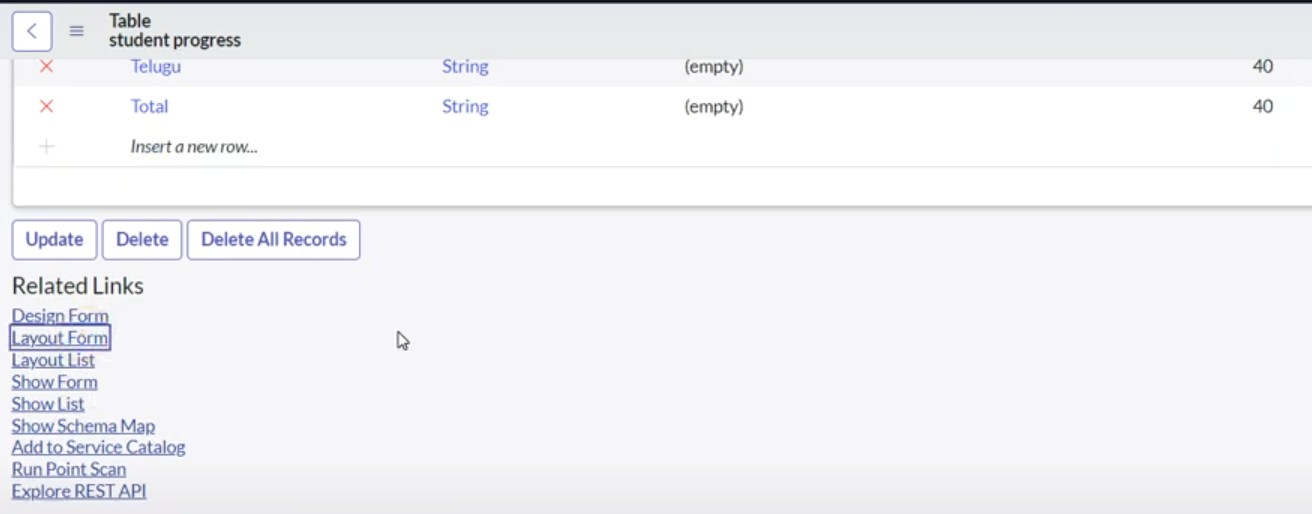 Table
student progress
Telugu String (empty) 40
Total String (empty) 40
Insert a new row...
Update Delete Delete All Records
Related Links
Design Form
Layout Form
Layout List
Show Form
Show List
Show Schema Map
Add to Service Catalog
Run Point Scan
Explore REST API